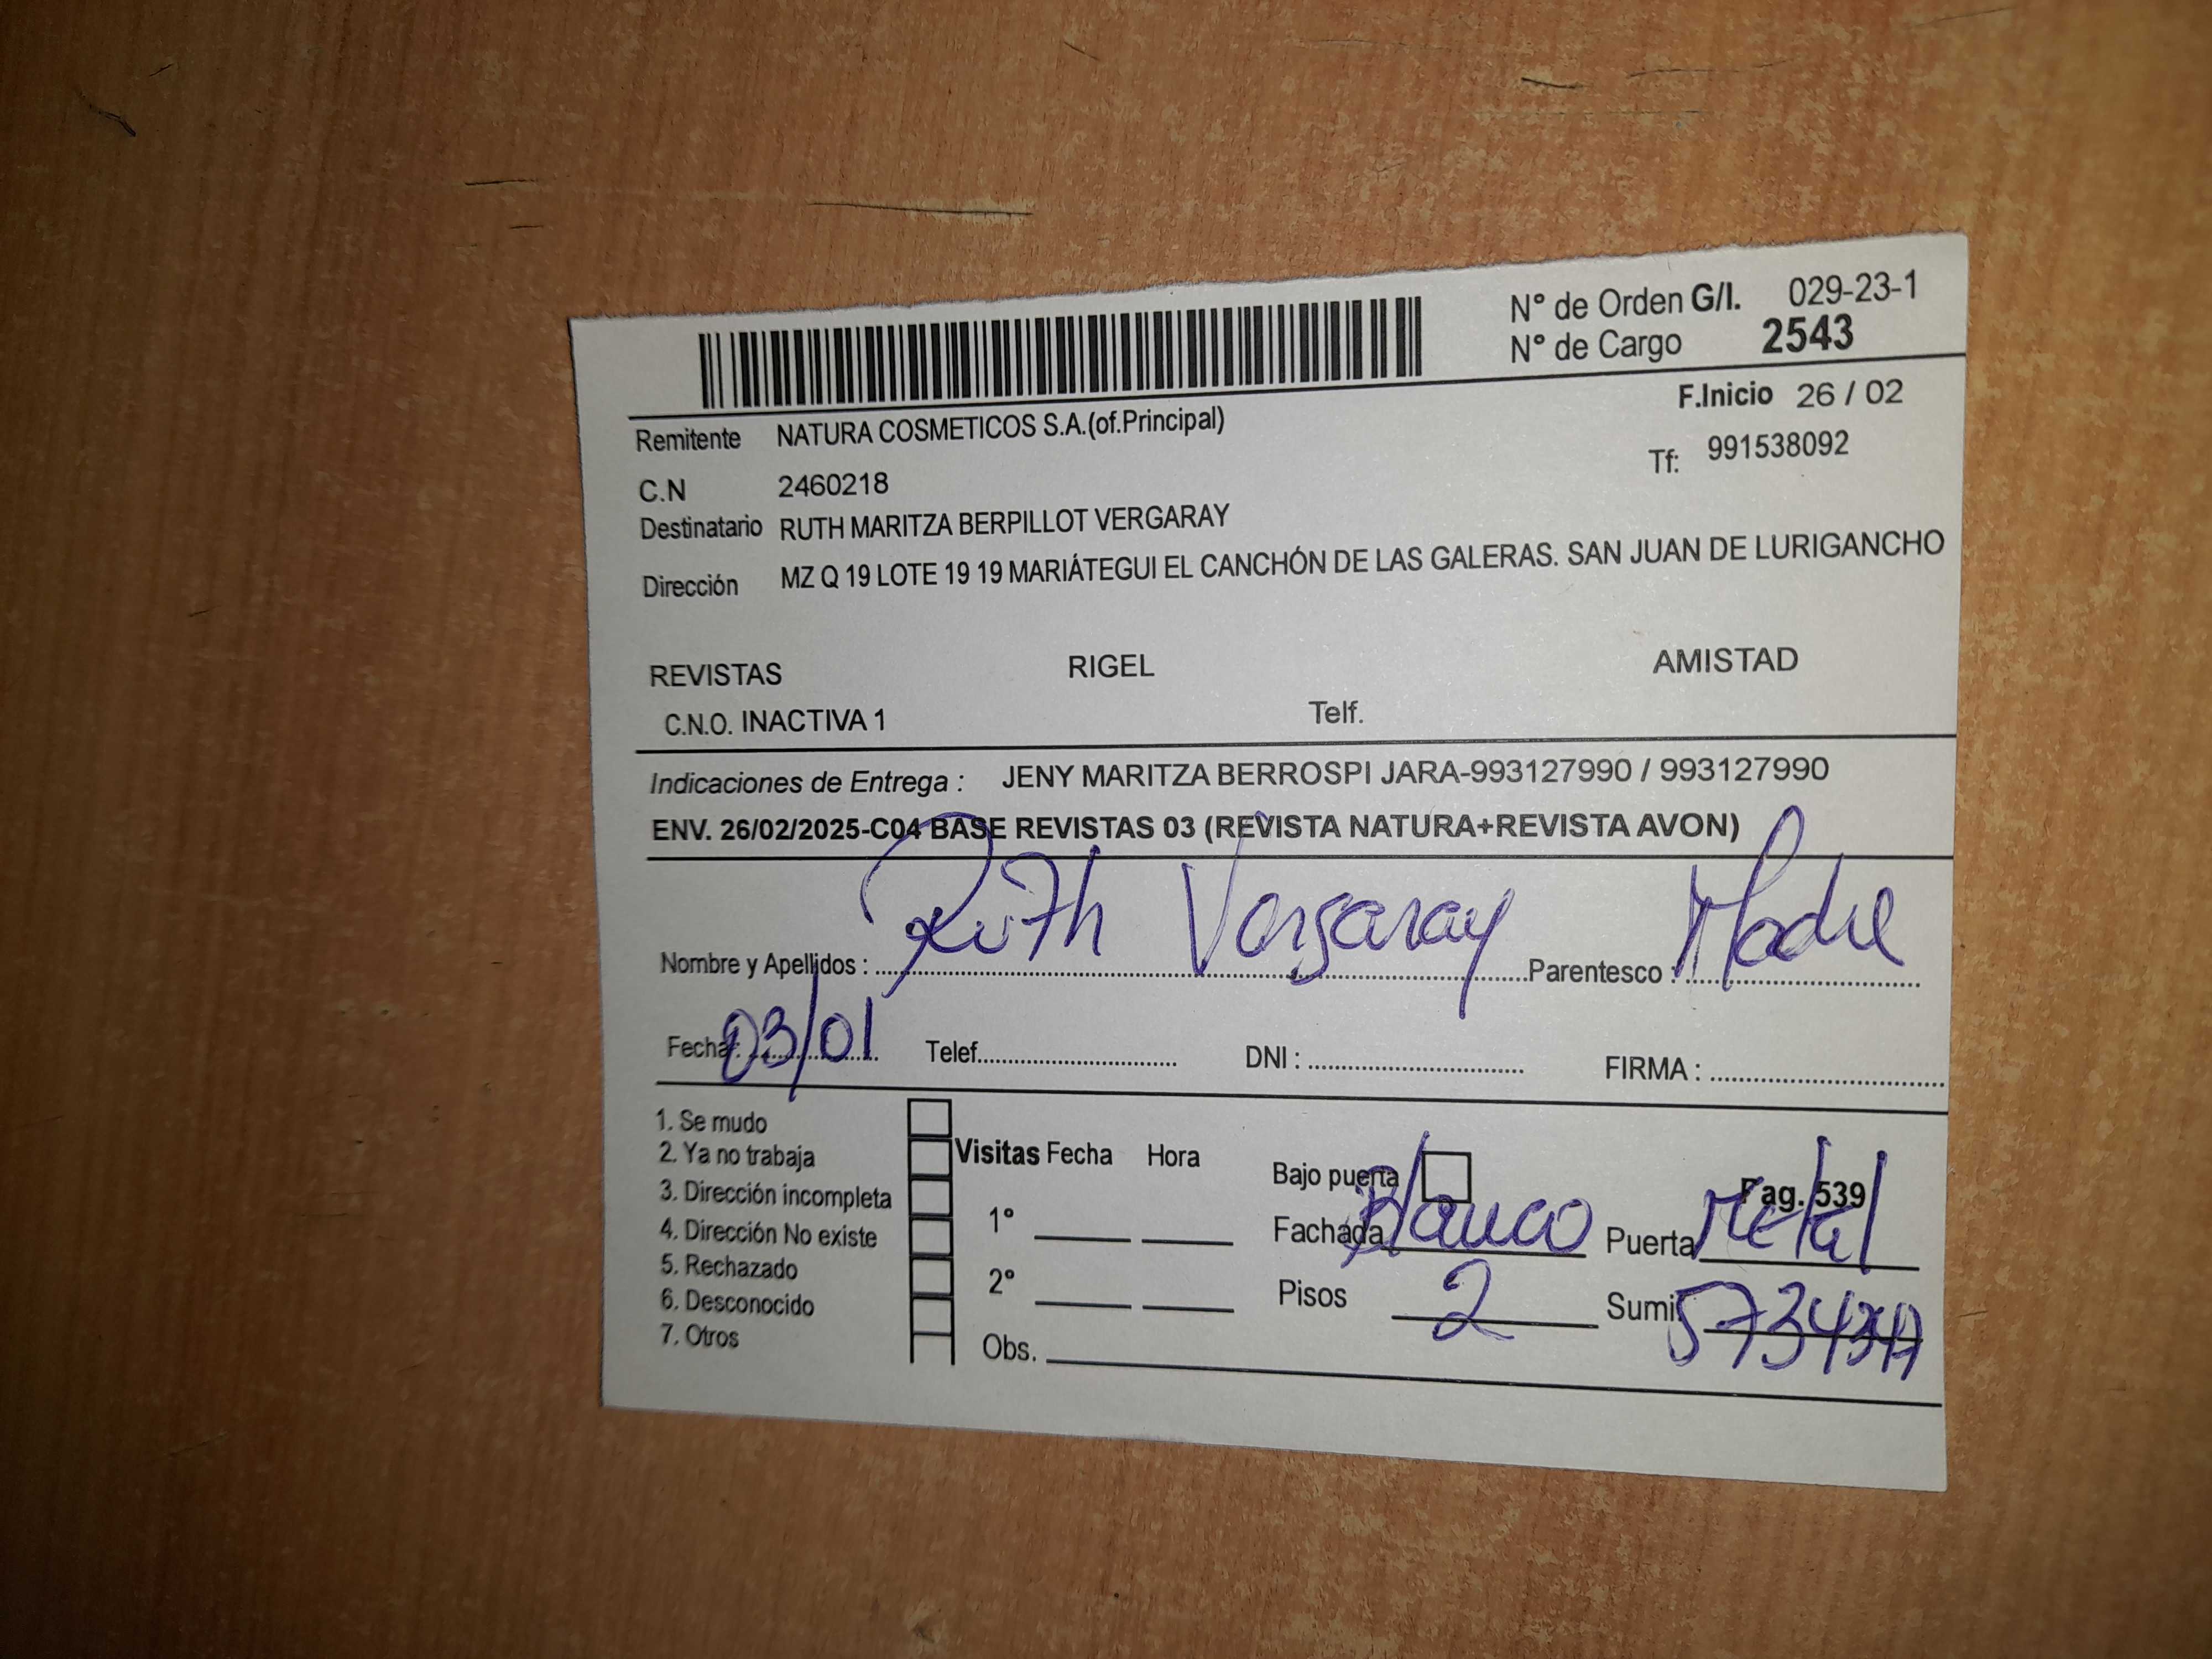 N° de Orden G/I. 029-23-1
N° de Cargo 2543
F.Inicio 26 / 02
Remitente NATURA COSMETICOS S.A.(of.Principal)
Tf: 991538092
C.N 2460218
Destinatario RUTH MARITZA BERPILLOT VERGARAY
Dirección MZ Q 19 LOTE 19 19 MARIÁTEGUI EL CANCHÓN DE LAS GALERAS. SAN JUAN DE LURIGANCHO
REVISTAS RIGEL AMISTAD
C.N.O. INACTIVA 1 Telf.
Indicaciones de Entrega : JENY MARITZA BERROSPI JARA-993127990 / 993127990
ENV. 26/02/2025-C04 BASE REVISTAS 03 (REVISTA NATURA+REVISTA AVON)
Nombre y Apellidos : Ruth Vergaray Parentesco : Madre
Fecha: 03/01 Telef. DNI : FIRMA :
1. Se mudo
2. Ya no trabaja
3. Dirección incompleta
4. Dirección No existe
5. Rechazado
6. Desconocido
7. Otros
Visitas Fecha Hora
1°
2°
Obs.
Bajo puerta Pag. 539
Fachada Blanco Puerta Metal
Pisos 2 Sumi.